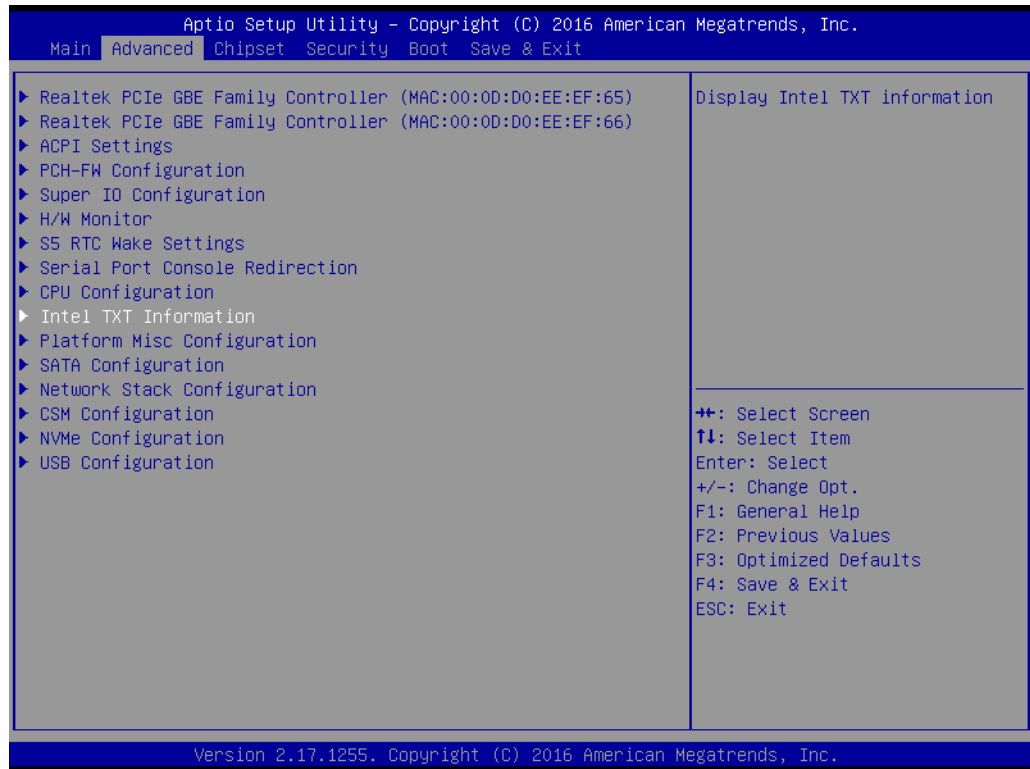 Aptio Setup Utility – Copyright (C) 2016 American Megatrends, Inc.
Main Advanced Chipset Security Boot Save & Exit
Realtek PCIe GBE Family Controller (MAC:00:0D:D0:EE:EF:65)
Realtek PCIe GBE Family Controller (MAC:00:0D:D0:EE:EF:66)
ACPI Settings
PCH-FW Configuration
Super IO Configuration
H/W Monitor
S5 RTC Wake Settings
Serial Port Console Redirection
CPU Configuration
Intel TXT Information
Platform Misc Configuration
SATA Configuration
Network Stack Configuration
CSM Configuration
NVMe Configuration
USB Configuration
Display Intel TXT information
→←: Select Screen
↑↓: Select Item
Enter: Select
+/-: Change Opt.
F1: General Help
F2: Previous Values
F3: Optimized Defaults
F4: Save & Exit
ESC: Exit
Version 2.17.1255. Copyright (C) 2016 American Megatrends, Inc.